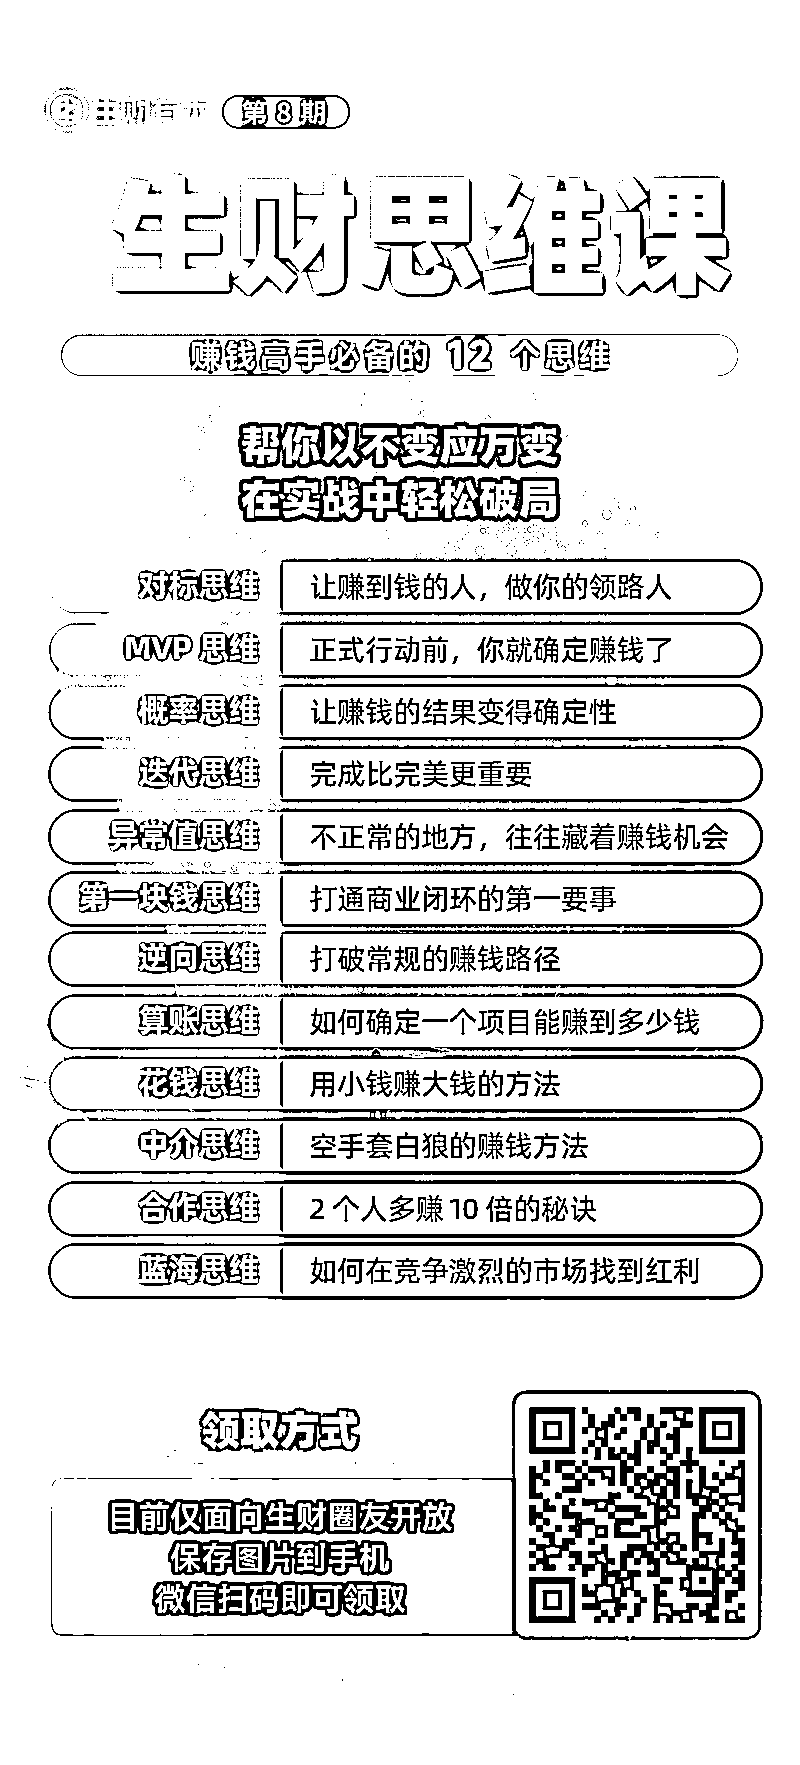 生财有术 第 8 期
生财思维课
赚钱高手必备的 12 个思维
帮你以不变应万变
在实战中轻松破局
对标思维 让赚到钱的人，做你的领路人
MVP 思维 正式行动前，你就确定赚钱了
概率思维 让赚钱的结果变得确定性
迭代思维 完成比完美更重要
异常值思维 不正常的地方，往往藏着赚钱机会
第一块钱思维 打通商业闭环的第一要事
逆向思维 打破常规的赚钱路径
算账思维 如何确定一个项目能赚到多少钱
花钱思维 用小钱赚大钱的方法
中介思维 空手套白狼的赚钱方法
合作思维 2 个人多赚 10 倍的秘诀
蓝海思维 如何在竞争激烈的市场找到红利
领取方式
目前仅面向生财圈友开放
保存图片到手机
微信扫码即可领取